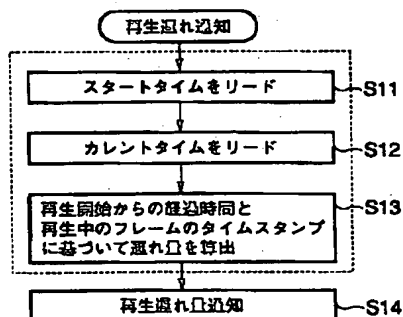 再生遅れ通知
スタートタイムをリード
S11
カレントタイムをリード
S12
再生開始からの経過時間と
再生中のフレームのタイムスタンプ
に基づいて遅れ量を算出
S13
再生遅れ量通知
S14